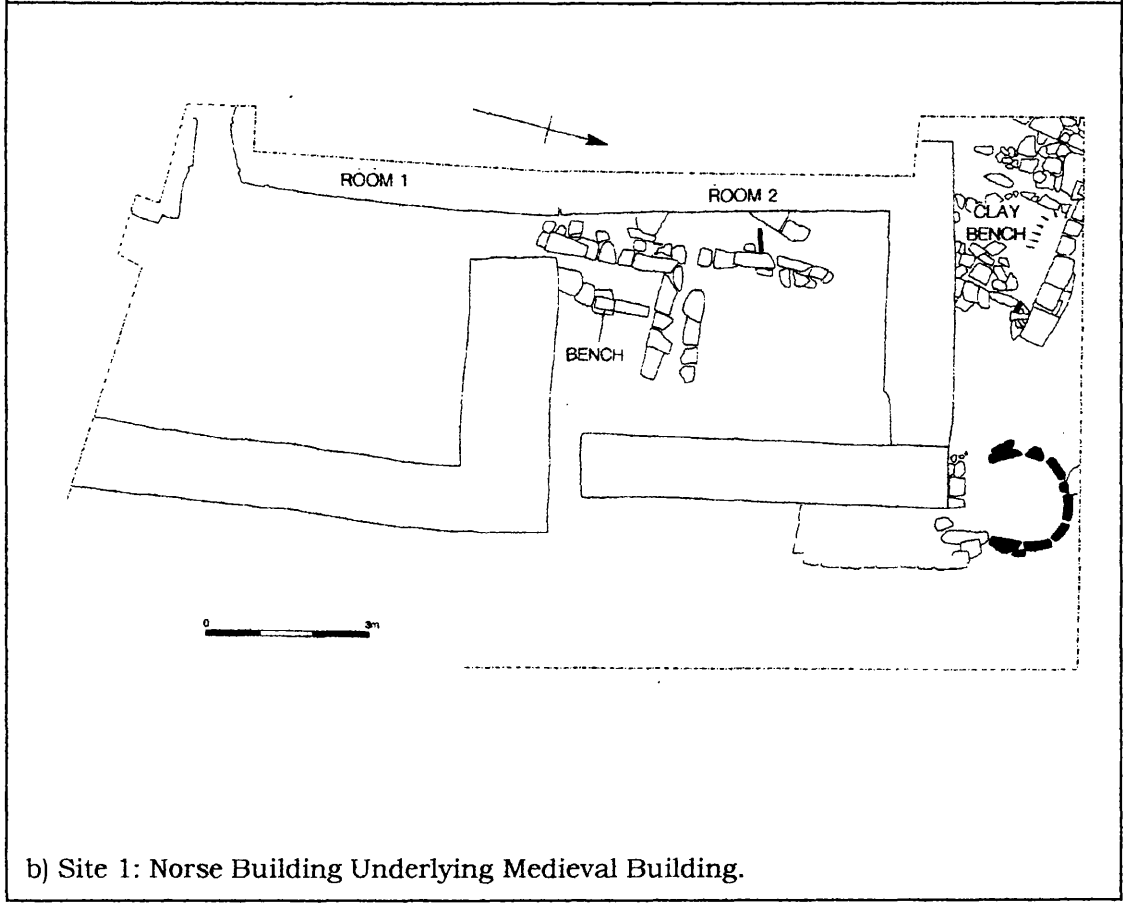 ROOM 1
ROOM 2
CLAY
BENCH
BENCH
0 3m
b) Site 1: Norse Building Underlying Medieval Building.